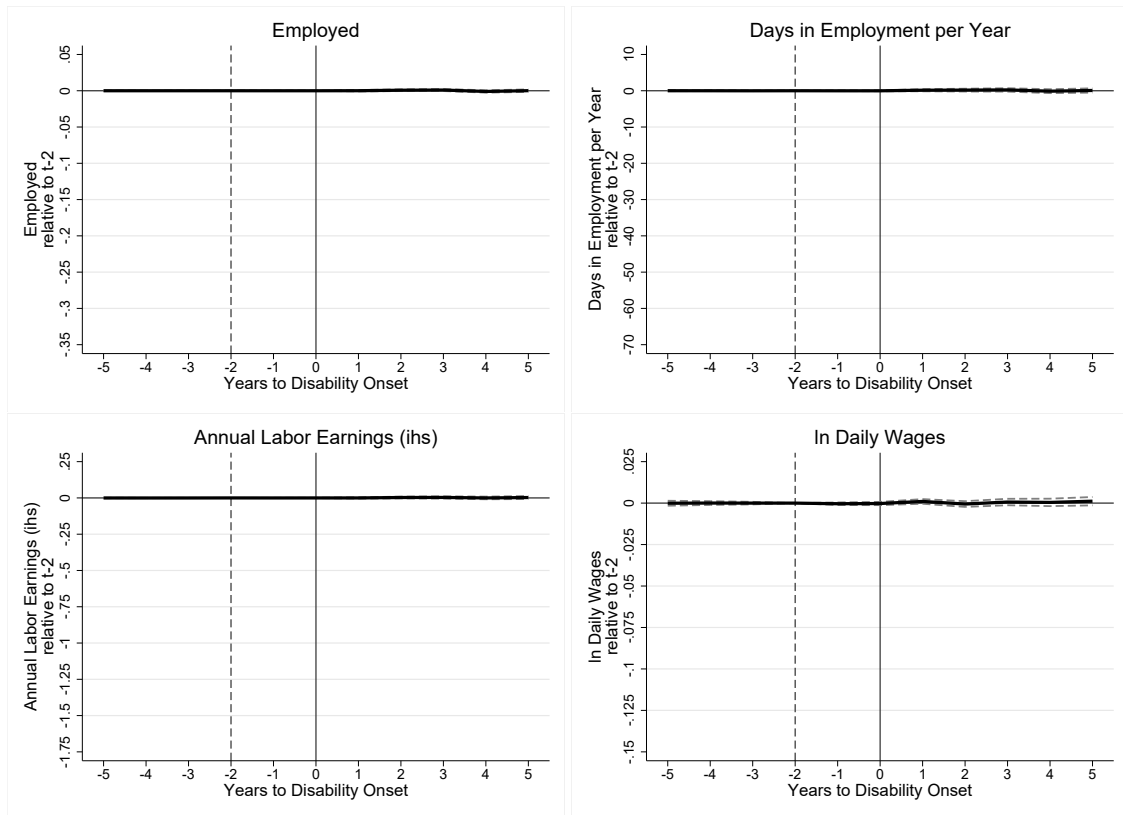 Employed
Employed
relative to t-2
.05
0
-.05
-.1
-.15
-.2
-.25
-.3
-.35
-5 -4 -3 -2 -1 0 1 2 3 4 5
Years to Disability Onset
Days in Employment per Year
Days in Employment per Year
relative to t-2
10
0
-10
-20
-30
-40
-50
-60
-70
-5 -4 -3 -2 -1 0 1 2 3 4 5
Years to Disability Onset
Annual Labor Earnings (ihs)
Annual Labor Earnings (ihs)
relative to t-2
.25
0
-.25
-.5
-.75
-1
-1.25
-1.5
-1.75
-5 -4 -3 -2 -1 0 1 2 3 4 5
Years to Disability Onset
ln Daily Wages
ln Daily Wages
relative to t-2
.025
0
-.025
-.05
-.075
-.1
-.125
-.15
-5 -4 -3 -2 -1 0 1 2 3 4 5
Years to Disability Onset